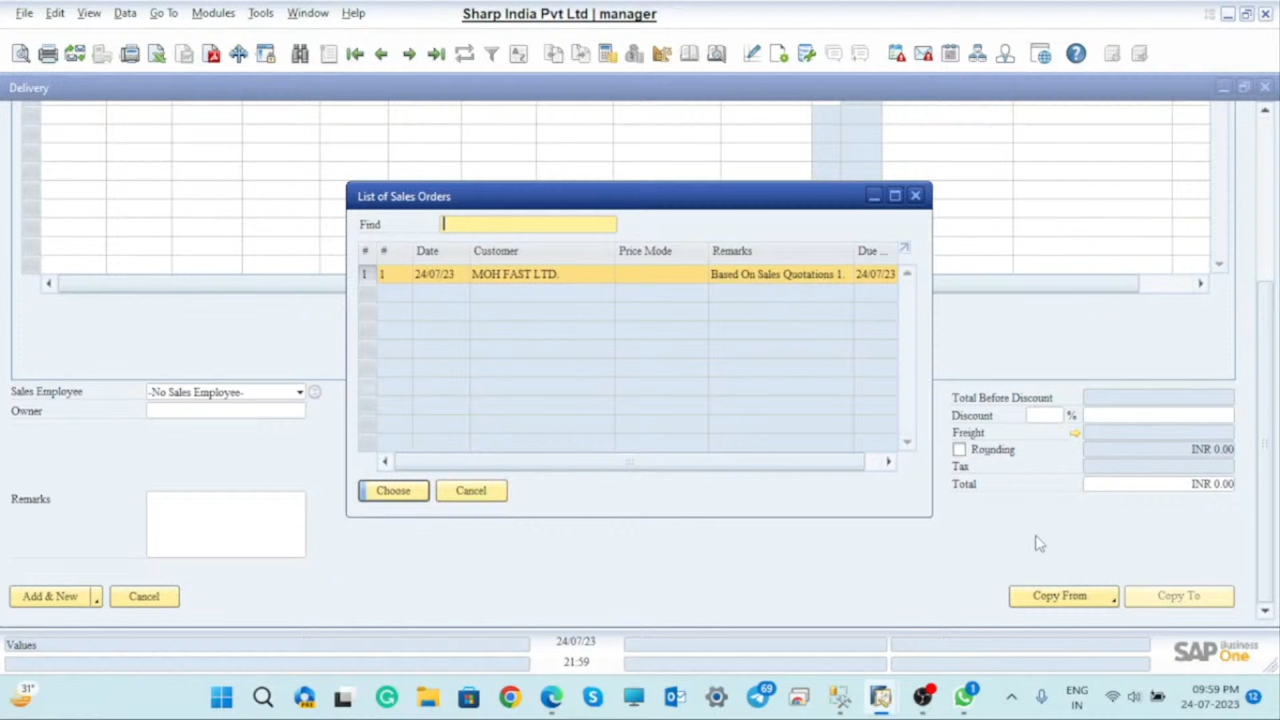 File Edit View Data Go To Modules Tools Window Help
Sharp India Pvt Ltd | manager
Delivery
List of Sales Orders
Find
# # Date Customer Price Mode Remarks Due ...
1 1 24/07/23 MOH FAST LTD. Based On Sales Quotations 1. 24/07/23
Choose Cancel
Sales Employee -No Sales Employee-
Owner
Remarks
Total Before Discount
Discount %
Freight
Rounding INR 0.00
Tax
Total INR 0.00
Add & New Cancel
Copy From Copy To
Values 24/07/23
21:59
SAP Business One
31°
69
1
ENG
IN
09:59 PM
24-07-2023
12